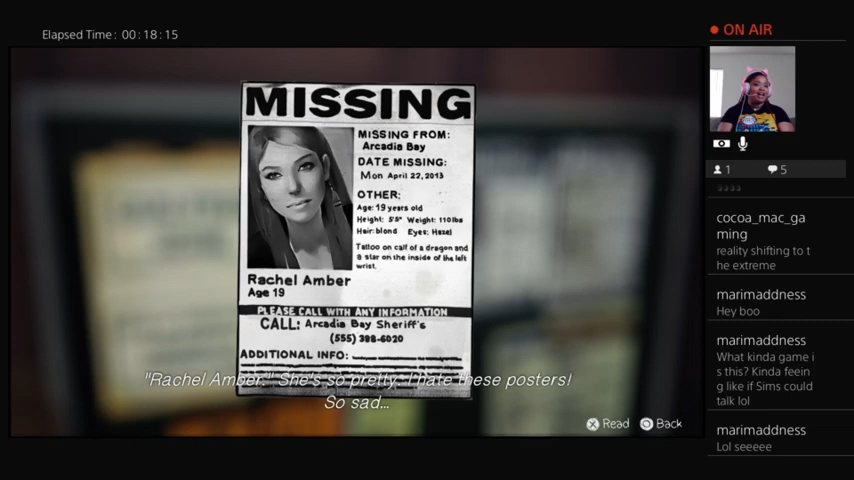 Elapsed Time: 00:18:15
ON AIR
MISSING
MISSING FROM:
Arcadia Bay
DATE MISSING:
Mon April 22, 2013
OTHER:
Age: 19 years old
Height: 5'5" Weight: 110lbs
Hair: blond Eyes: Hazel
Tattoo on calf of a dragon and
a star on the inside of the left
wrist.
Rachel Amber
Age 19
PLEASE CALL WITH ANY INFORMATION
CALL: Arcadia Bay Sheriff's
(555) 398-6020
ADDITIONAL INFO:
"Rachel Amber." She's so pretty. I hate these posters!
So sad...
Read Back
1 5
cocoa_mac_ga
ming
reality shifting to t
he extreme
marimaddness
Hey boo
marimaddness
What kinda game i
s this? Kinda feein
g like if Sims could
talk lol
marimaddness
Lol seeeee